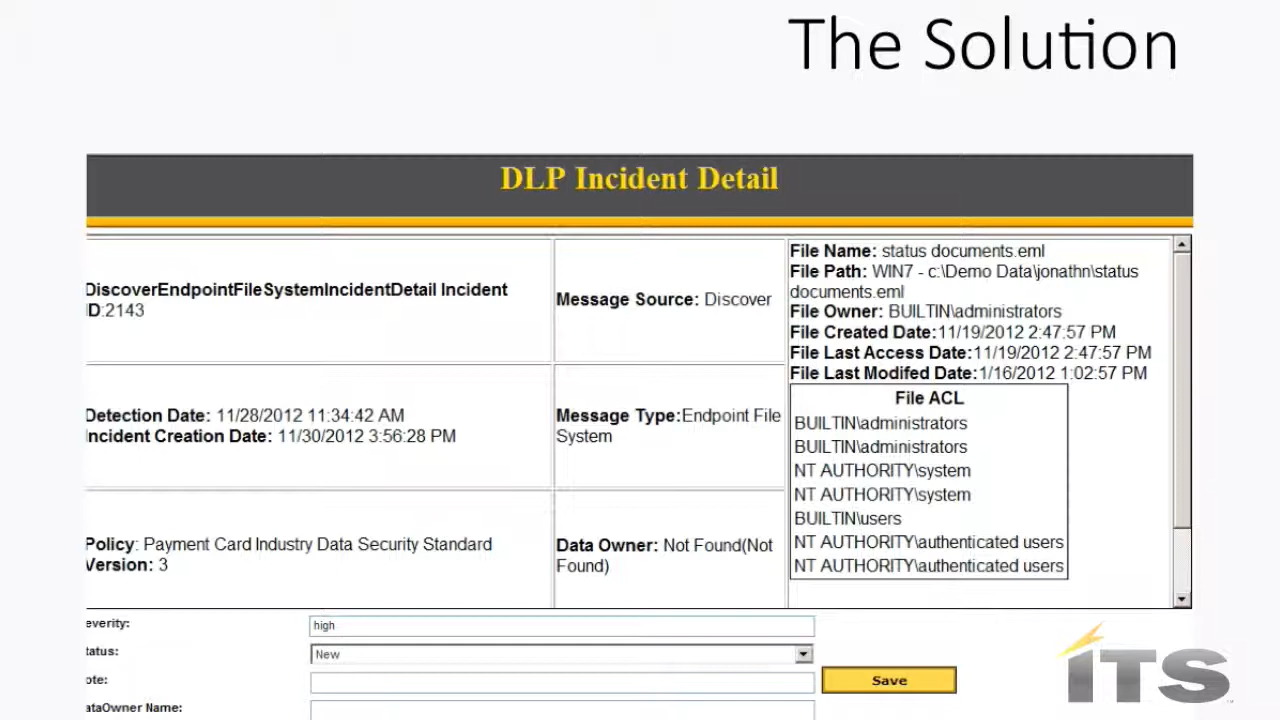 The Solution
DLP Incident Detail
DiscoverEndpointFileSystemIncidentDetail Incident
ID:2143
Message Source: Discover
File Name: status documents.eml
File Path: WIN7 - c:\Demo Data\jonathn\status
documents.eml
File Owner: BUILTIN\administrators
File Created Date:11/19/2012 2:47:57 PM
File Last Access Date:11/19/2012 2:47:57 PM
File Last Modifed Date:1/16/2012 1:02:57 PM
File ACL
BUILTIN\administrators
BUILTIN\administrators
NT AUTHORITY\system
NT AUTHORITY\system
BUILTIN\users
NT AUTHORITY\authenticated users
NT AUTHORITY\authenticated users
Detection Date: 11/28/2012 11:34:42 AM
Incident Creation Date: 11/30/2012 3:56:28 PM
Message Type:Endpoint File
System
Policy: Payment Card Industry Data Security Standard
Version: 3
Data Owner: Not Found(Not
Found)
everity:
high
tatus:
New
ote:
Save
ataOwner Name:
ITS